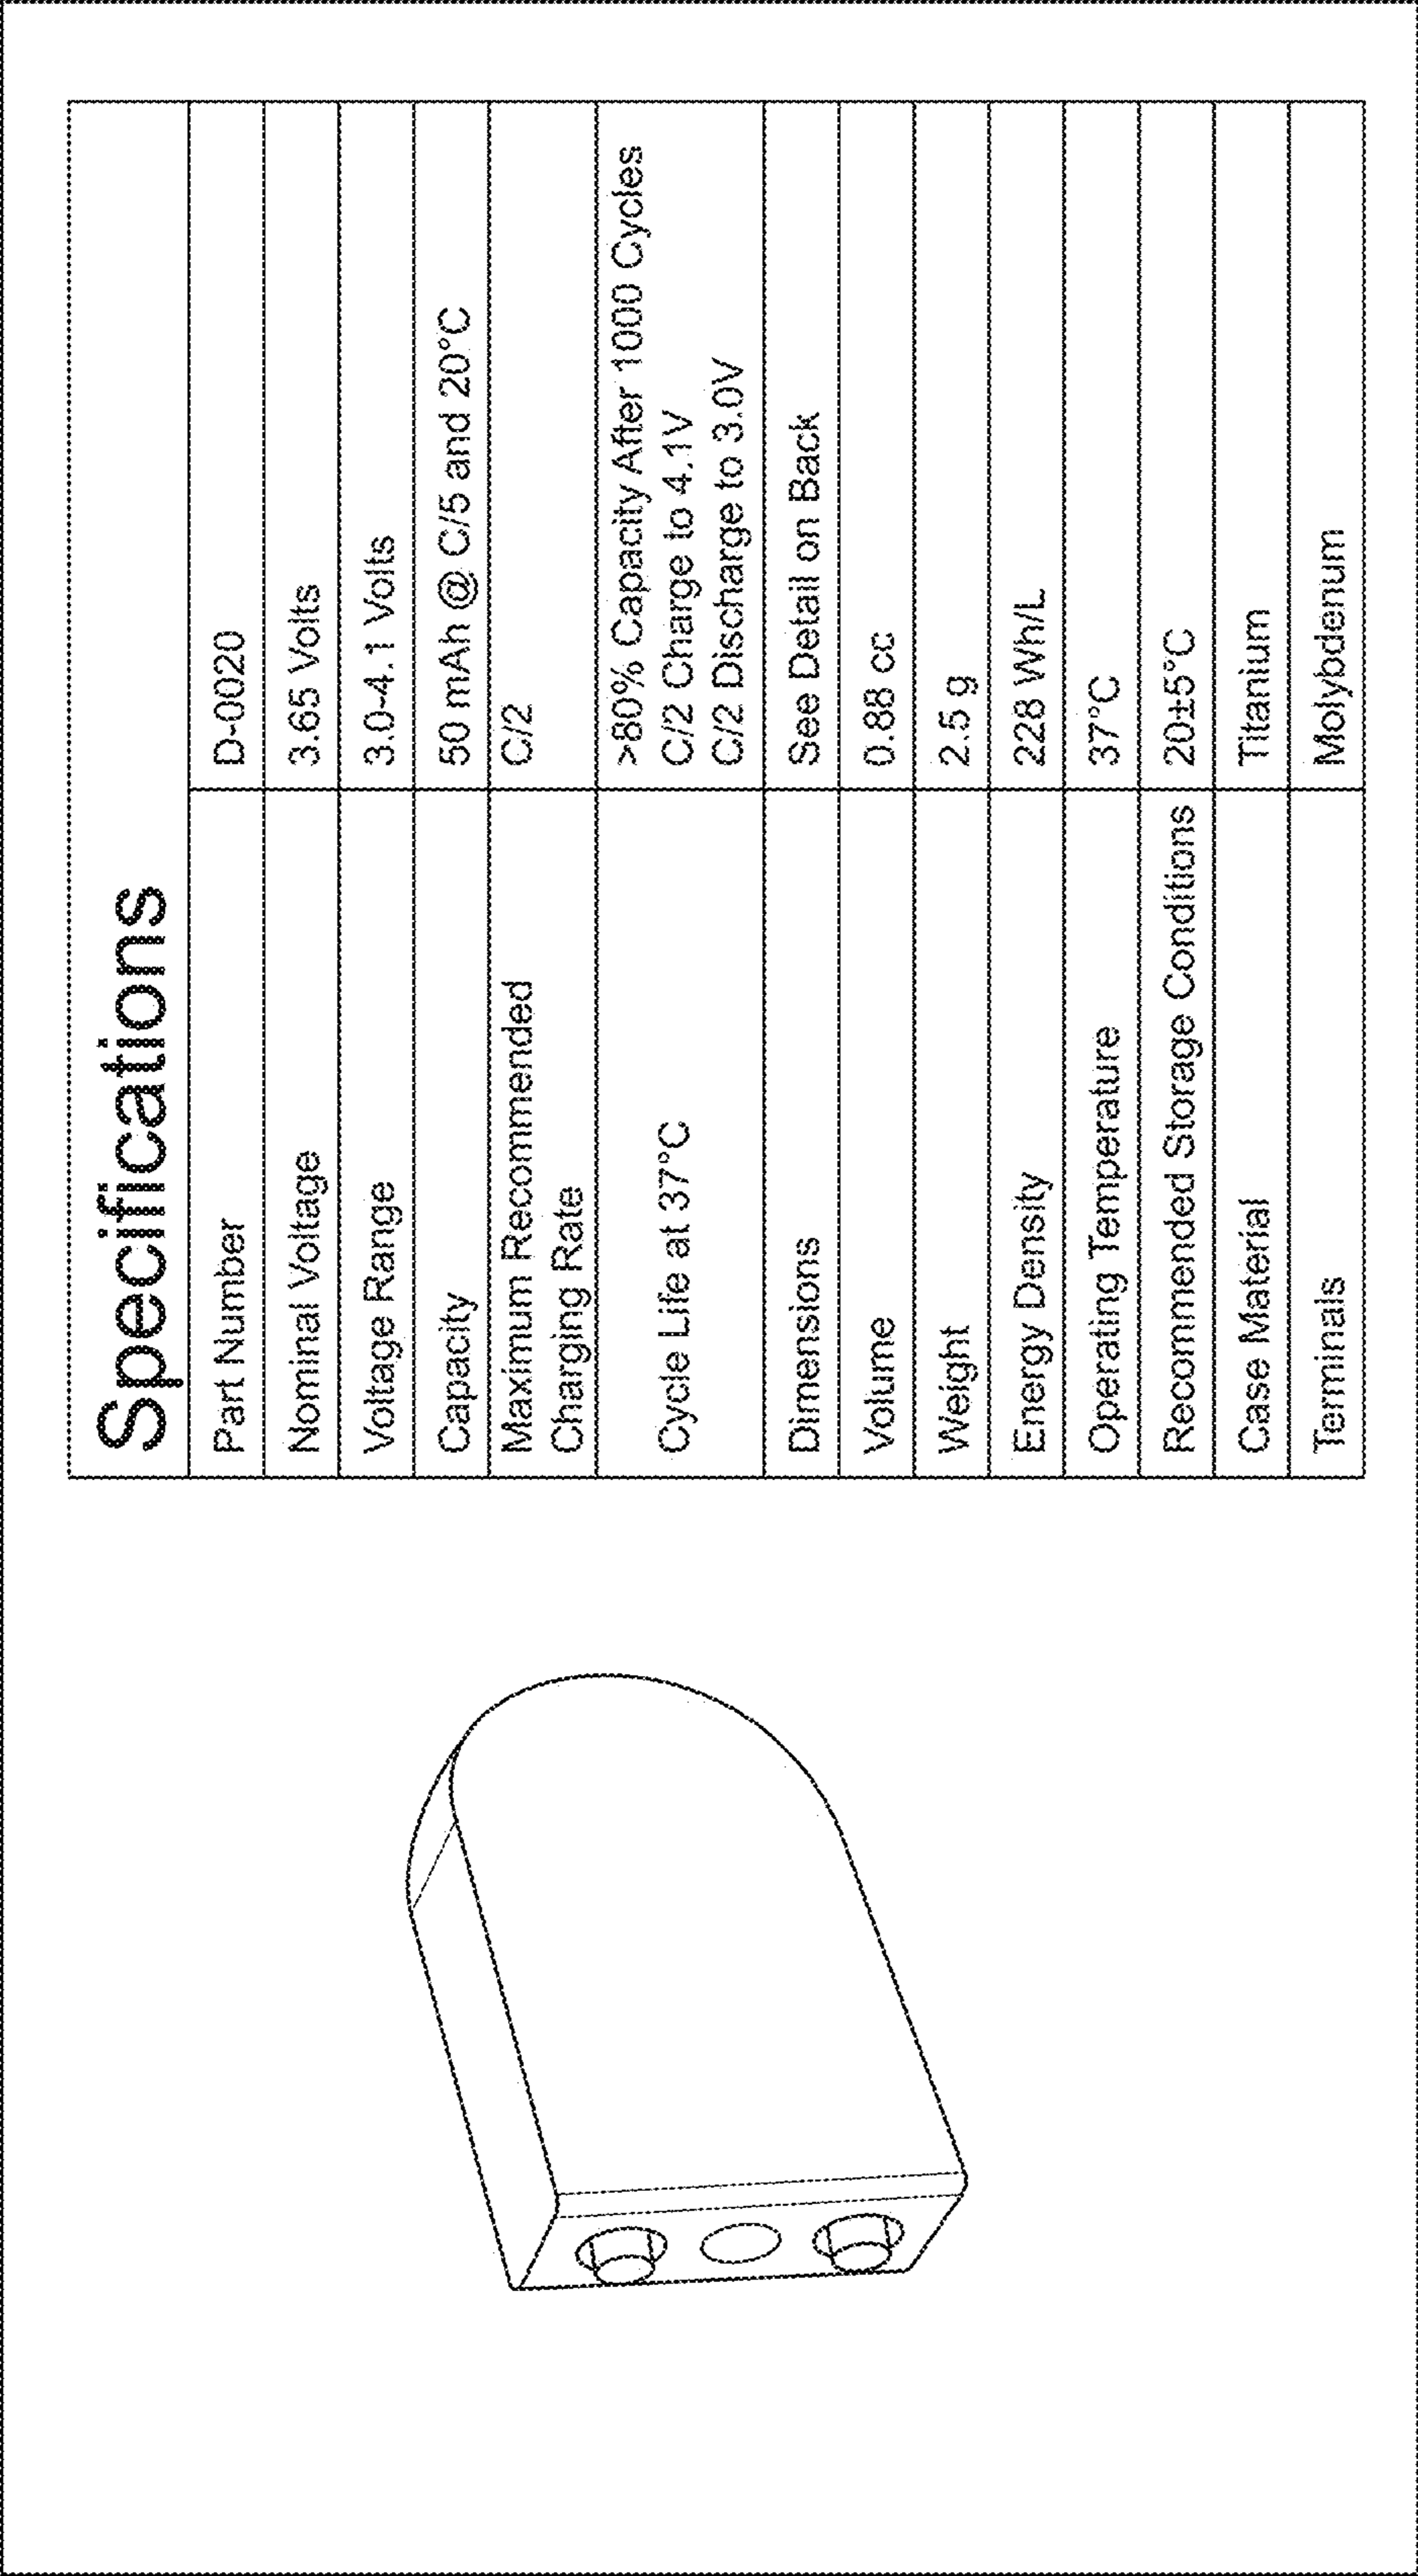 Specifications
Part Number D-0020
Nominal Voltage 3.65 Volts
Voltage Range 3.0-4.1 Volts
Capacity 50 mAh @ C/5 and 20°C
Maximum Recommended C/2
Charging Rate
>80% Capacity After 1000 Cycles
Cycle Life at 37°C C/2 Charge to 4.1V
C/2 Discharge to 3.0V
Dimensions See Detail on Back
Volume 0.88 cc
Weight 2.5 g
Energy Density 228 Wh/L
Operating Temperature 37°C
Recommended Storage Conditions 20±5°C
Case Material Titanium
Terminals Molybdenum